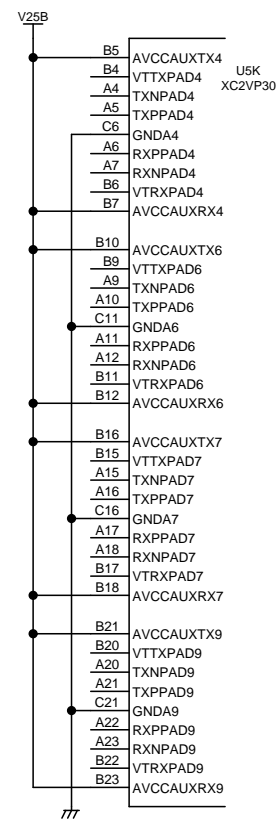 V25B
U5K
XC2VP30
B5 AVCCAUXTX4
B4 VTTXPAD4
A4 TXNPAD4
A5 TXPPAD4
C6 GNDA4
A6 RXPPAD4
A7 RXNPAD4
B6 VTRXPAD4
B7 AVCCAUXRX4
B10 AVCCAUXTX6
B9 VTTXPAD6
A9 TXNPAD6
A10 TXPPAD6
C11 GNDA6
A11 RXPPAD6
A12 RXNPAD6
B11 VTRXPAD6
B12 AVCCAUXRX6
B16 AVCCAUXTX7
B15 VTTXPAD7
A15 TXNPAD7
A16 TXPPAD7
C16 GNDA7
A17 RXPPAD7
A18 RXNPAD7
B17 VTRXPAD7
B18 AVCCAUXRX7
B21 AVCCAUXTX9
B20 VTTXPAD9
A20 TXNPAD9
A21 TXPPAD9
C21 GNDA9
A22 RXPPAD9
A23 RXNPAD9
B22 VTRXPAD9
B23 AVCCAUXRX9